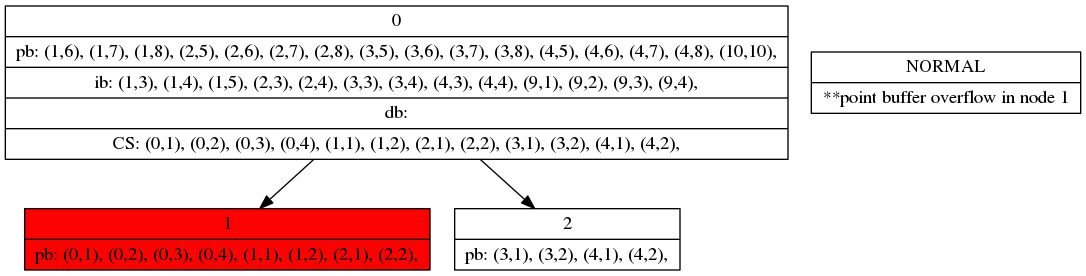 0
pb: (1,6), (1,7), (1,8), (2,5), (2,6), (2,7), (2,8), (3,5), (3,6), (3,7), (3,8), (4,5), (4,6), (4,7), (4,8), (10,10),
ib: (1,3), (1,4), (1,5), (2,3), (2,4), (3,3), (3,4), (4,3), (4,4), (9,1), (9,2), (9,3), (9,4),
db:
CS: (0,1), (0,2), (0,3), (0,4), (1,1), (1,2), (2,1), (2,2), (3,1), (3,2), (4,1), (4,2),
NORMAL
**point buffer overflow in node 1
1
pb: (0,1), (0,2), (0,3), (0,4), (1,1), (1,2), (2,1), (2,2),
2
pb: (3,1), (3,2), (4,1), (4,2),